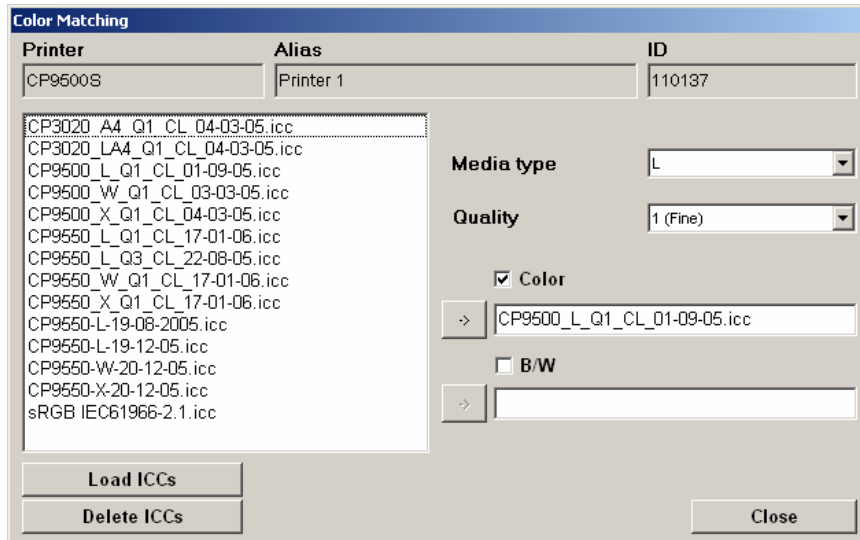 Color Matching
Printer Alias ID
CP9500S Printer 1 110137
CP3020_A4_Q1_CL_04-03-05.icc
CP3020_LA4_Q1_CL_04-03-05.icc
CP9500_L_Q1_CL_01-09-05.icc
CP9500_W_Q1_CL_03-03-05.icc
CP9500_X_Q1_CL_04-03-05.icc
CP9550_L_Q1_CL_17-01-06.icc
CP9550_L_Q3_CL_22-08-05.icc
CP9550_W_Q1_CL_17-01-06.icc
CP9550_X_Q1_CL_17-01-06.icc
CP9550-L-19-08-2005.icc
CP9550-L-19-12-05.icc
CP9550-W-20-12-05.icc
CP9550-X-20-12-05.icc
sRGB IEC61966-2.1.icc
Media type L
Quality 1 (Fine)
Color
-> CP9500_L_Q1_CL_01-09-05.icc
B/W
->
Load ICCs
Delete ICCs
Close